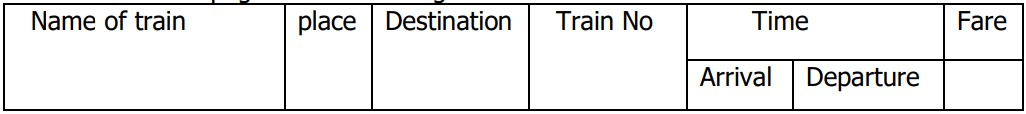 Name of train place Destination Train No Time Fare
Arrival Departure